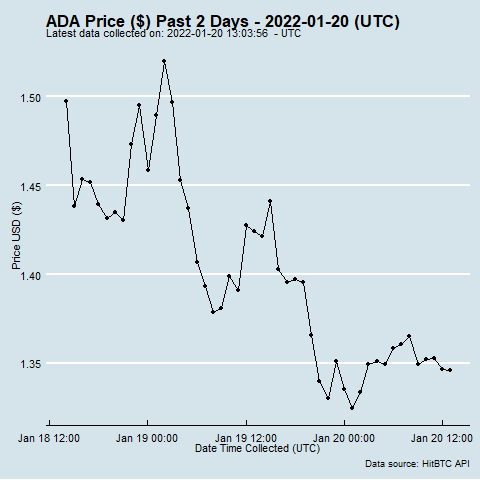 ADA Price ($) Past 2 Days - 2022-01-20 (UTC)
Latest data collected on: 2022-01-20 13:03:56 - UTC
1.50
1.45
1.40
1.35
Price USD ($)
Jan 18 12:00 Jan 19 00:00 Jan 19 12:00 Jan 20 00:00 Jan 20 12:00
Date Time Collected (UTC)
Data source: HitBTC API